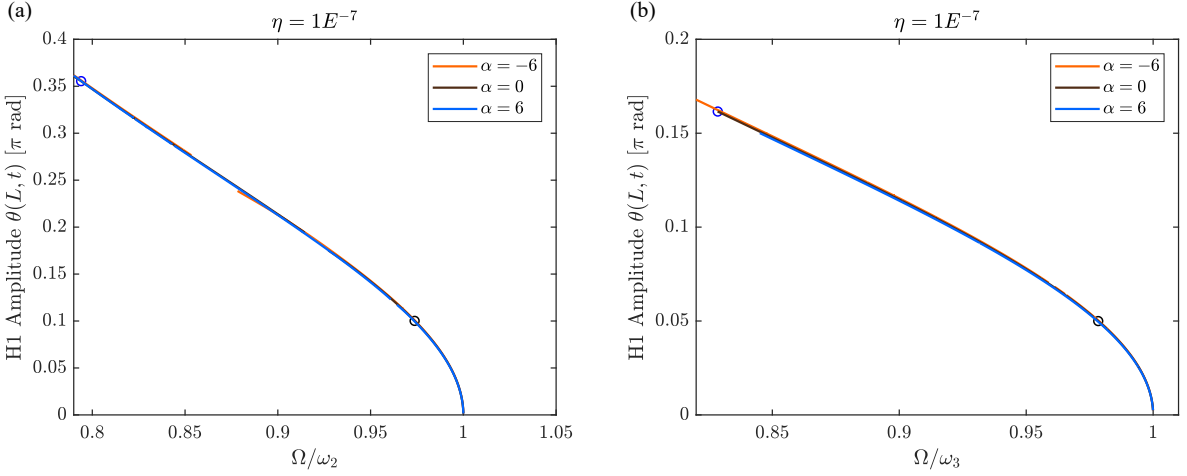 (a)
η = 1E⁻⁷
H1 Amplitude θ(L, t) [π rad]
0.4
0.35
0.3
0.25
0.2
0.15
0.1
0.05
0
α = −6
α = 0
α = 6
0.8
0.85
0.9
0.95
1
1.05
Ω/ω₂
(b)
η = 1E⁻⁷
H1 Amplitude θ(L, t) [π rad]
0.2
0.15
0.1
0.05
0
α = −6
α = 0
α = 6
0.85
0.9
0.95
1
Ω/ω₃